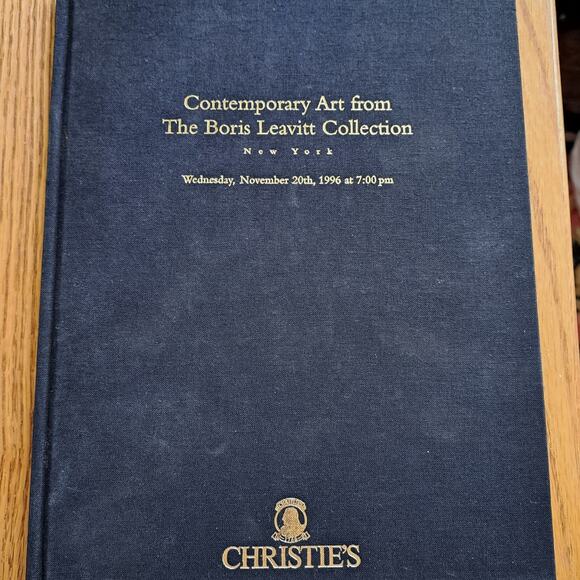 Contemporary Art from
The Boris Leavitt Collection
New York
Wednesday, November 20th, 1996 at 7:00 pm
CHRISTIE'S